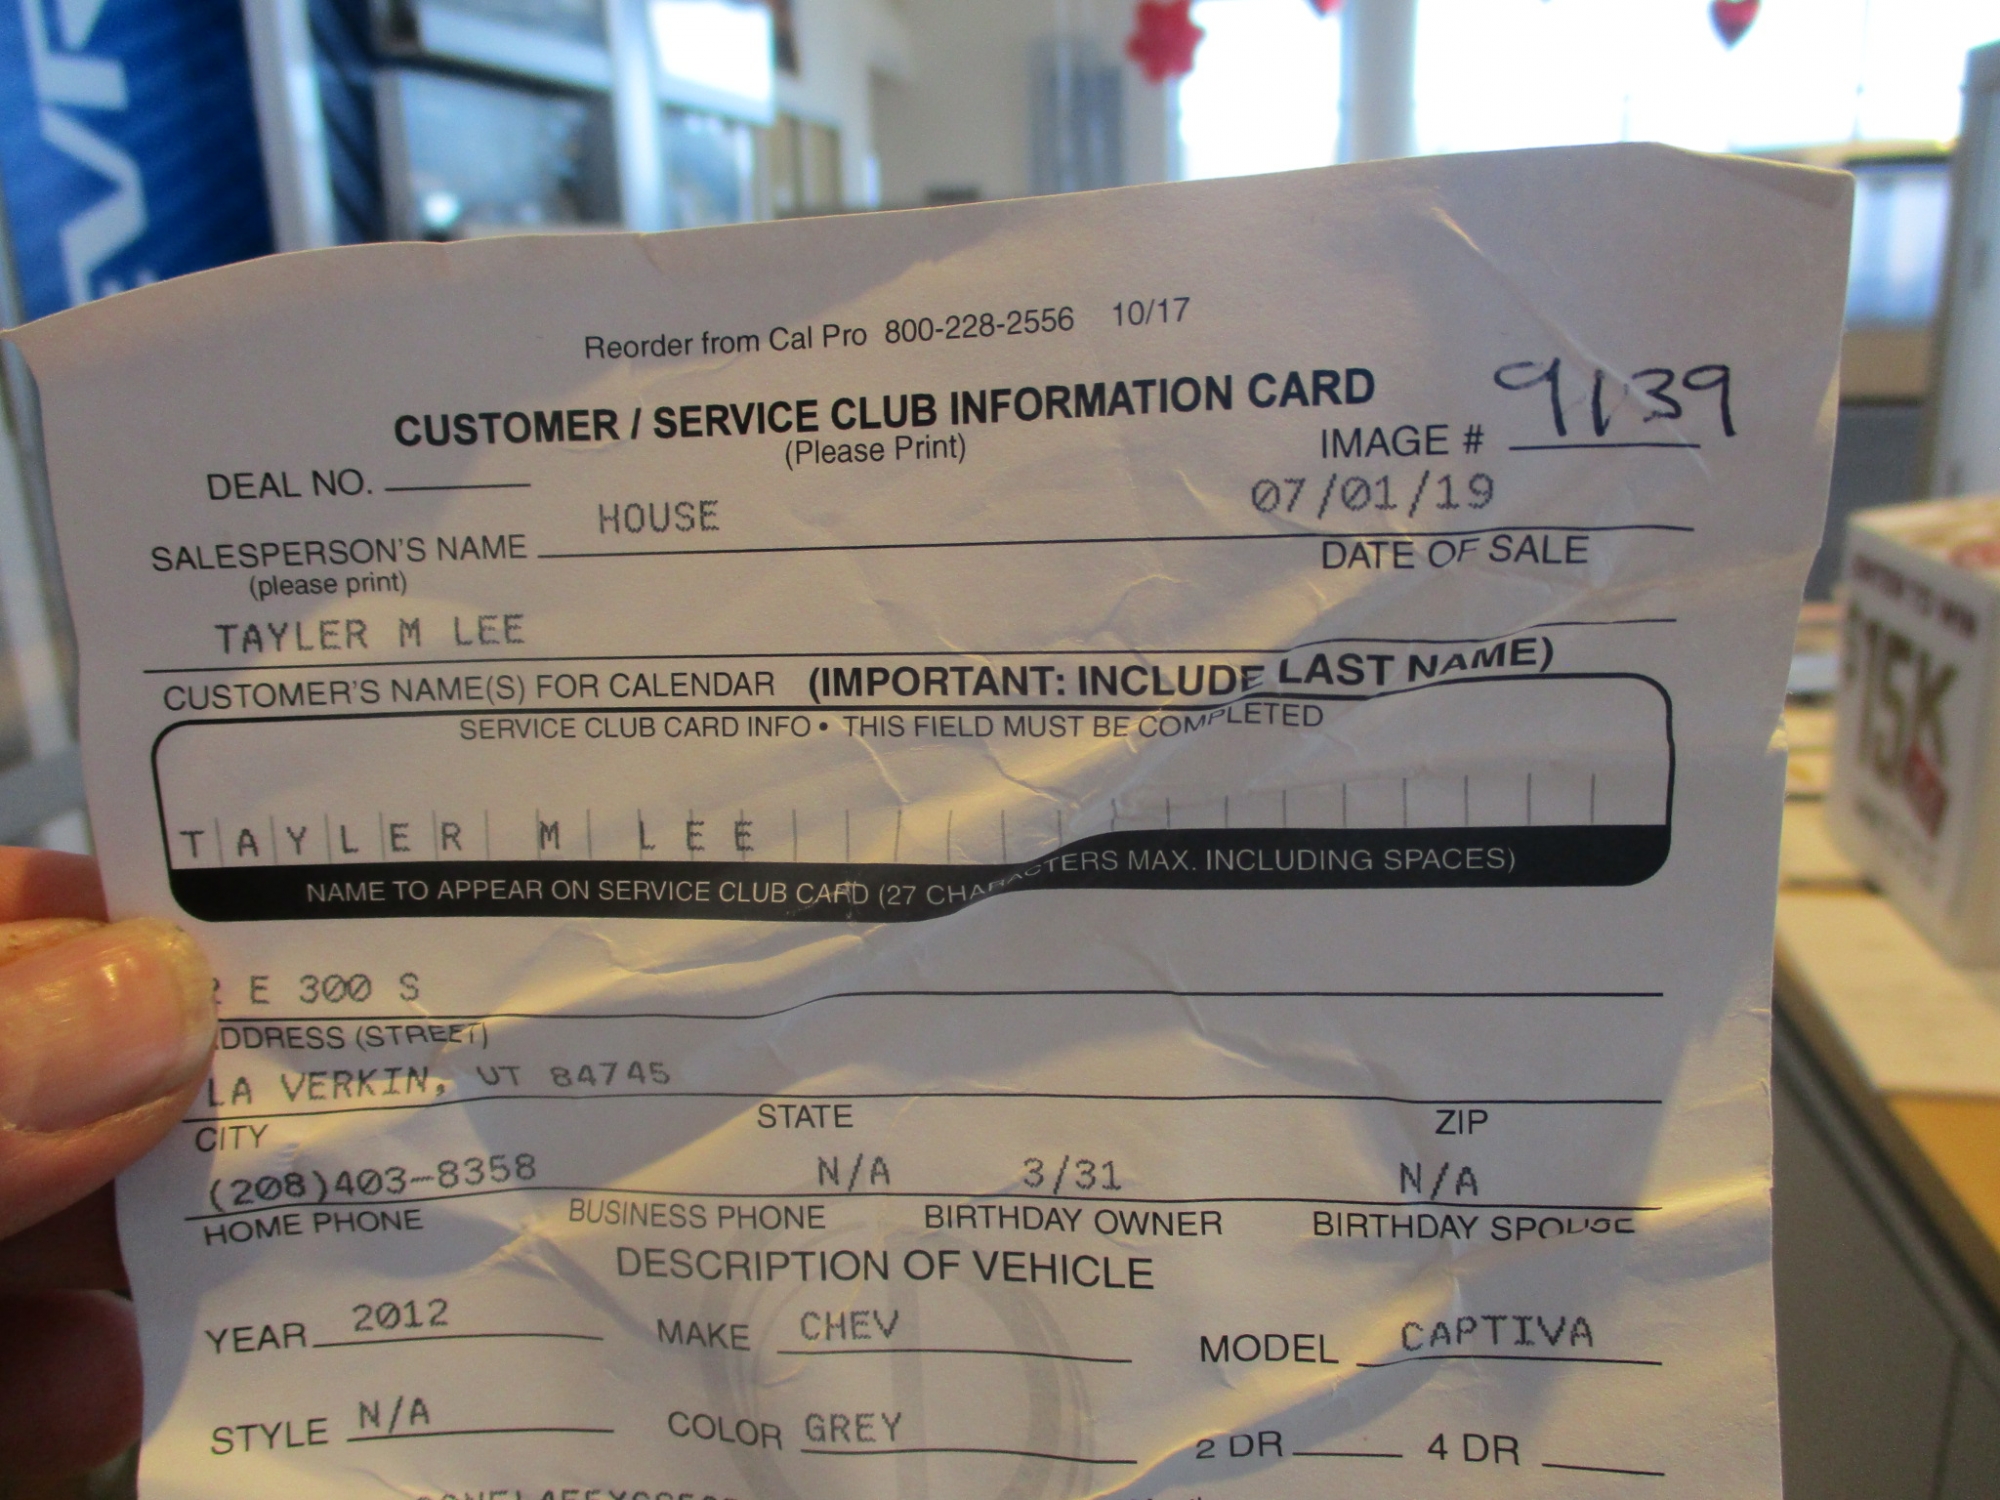 Reorder from Cal Pro 800-228-2556 10/17
CUSTOMER / SERVICE CLUB INFORMATION CARD
(Please Print)
IMAGE # 9139
DEAL NO.
HOUSE 07/01/19
SALESPERSON'S NAME DATE OF SALE
(please print)
TAYLER M LEE
CUSTOMER'S NAME(S) FOR CALENDAR (IMPORTANT: INCLUDE LAST NAME)
SERVICE CLUB CARD INFO • THIS FIELD MUST BE COMPLETED
TAYLER M LEE
NAME TO APPEAR ON SERVICE CLUB CARD (27 CHARACTERS MAX. INCLUDING SPACES)
E 300 S
ADDRESS (STREET)
LA VERKIN, UT 84745
CITY STATE ZIP
(208)403-8358 N/A 3/31 N/A
HOME PHONE BUSINESS PHONE BIRTHDAY OWNER BIRTHDAY SPOUSE
DESCRIPTION OF VEHICLE
YEAR 2012 MAKE CHEV MODEL CAPTIVA
STYLE N/A COLOR GREY 2 DR 4 DR
15K